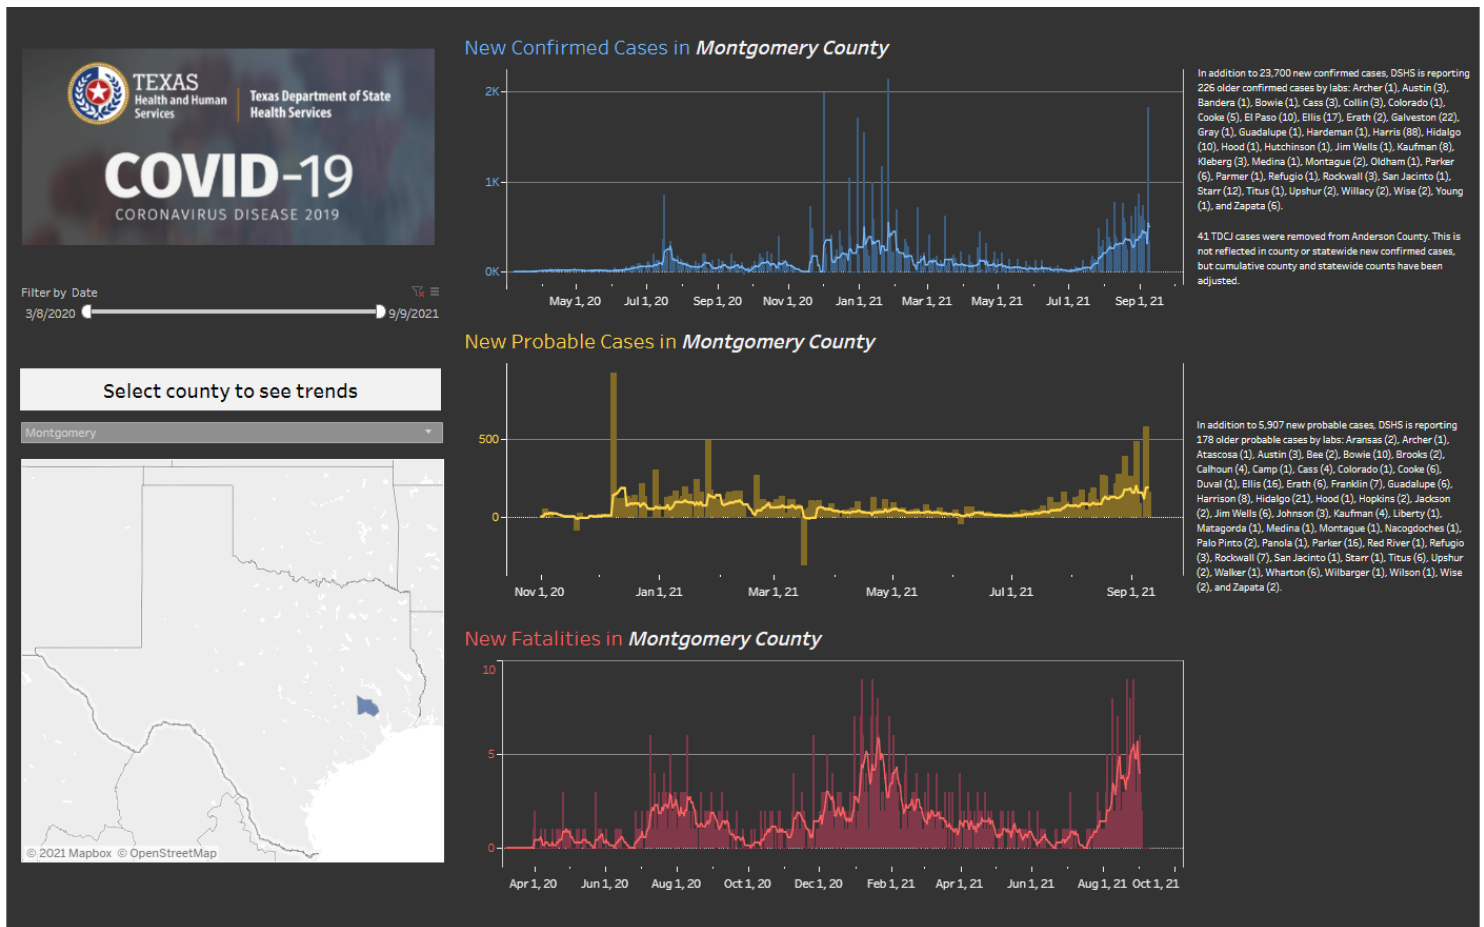 TEXAS
Health and Human
Services
Texas Department of State
Health Services
COVID-19
CORONAVIRUS DISEASE 2019
Filter by Date
3/8/2020
9/9/2021
Select county to see trends
Montgomery
© 2021 Mapbox © OpenStreetMap
New Confirmed Cases in Montgomery County
2K
1K
0K
May 1, 20
Jul 1, 20
Sep 1, 20
Nov 1, 20
Jan 1, 21
Mar 1, 21
May 1, 21
Jul 1, 21
Sep 1, 21
In addition to 23,700 new confirmed cases, DSHS is reporting
226 older confirmed cases by labs: Archer (1), Austin (3),
Bandera (1), Bowie (1), Cass (3), Collin (3), Colorado (1),
Cooke (5), El Paso (10), Ellis (17), Erath (2), Galveston (22),
Gray (1), Guadalupe (1), Hardeman (1), Harris (88), Hidalgo
(10), Hood (1), Hutchinson (1), Jim Wells (1), Kaufman (8),
Kleberg (3), Medina (1), Montague (2), Oldham (1), Parker
(6), Parmer (1), Refugio (1), Rockwall (3), San Jacinto (1),
Starr (12), Titus (1), Upshur (2), Willacy (2), Wise (2), Young
(1), and Zapata (6).
41 TDCJ cases were removed from Anderson County. This is
not reflected in county or statewide new confirmed cases,
but cumulative county and statewide counts have been
adjusted.
New Probable Cases in Montgomery County
500
0
Nov 1, 20
Jan 1, 21
Mar 1, 21
May 1, 21
Jul 1, 21
Sep 1, 21
In addition to 5,907 new probable cases, DSHS is reporting
178 older probable cases by labs: Aransas (2), Archer (1),
Atascosa (1), Austin (3), Bee (2), Bowie (10), Brooks (2),
Calhoun (4), Camp (1), Cass (4), Colorado (1), Cooke (6),
Duval (1), Ellis (16), Erath (6), Franklin (7), Guadalupe (6),
Harrison (8), Hidalgo (21), Hood (1), Hopkins (2), Jackson
(2), Jim Wells (6), Johnson (3), Kaufman (4), Liberty (1),
Matagorda (1), Medina (1), Montague (1), Nacogdoches (1),
Palo Pinto (2), Panola (1), Parker (16), Red River (1), Refugio
(3), Rockwall (7), San Jacinto (1), Starr (1), Titus (6), Upshur
(2), Walker (1), Wharton (6), Wilbarger (1), Wilson (1), Wise
(2), and Zapata (2).
New Fatalities in Montgomery County
10
5
0
Apr 1, 20
Jun 1, 20
Aug 1, 20
Oct 1, 20
Dec 1, 20
Feb 1, 21
Apr 1, 21
Jun 1, 21
Aug 1, 21
Oct 1, 21